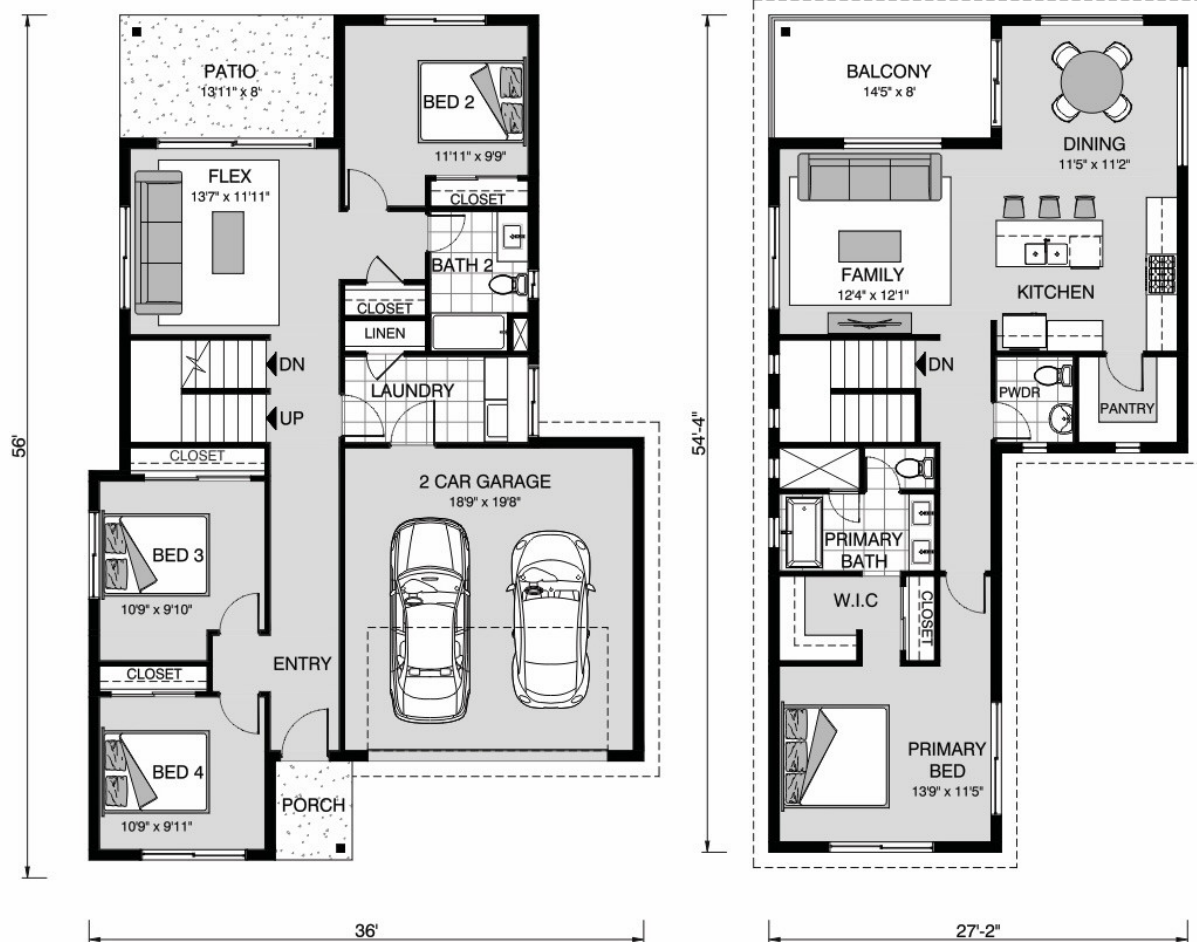 PATIO
13'11" x 8'
BED 2
11'11" x 9'9"
CLOSET
FLEX
13'7" x 11'11"
BATH 2
CLOSET
LINEN
DN
LAUNDRY
UP
CLOSET
2 CAR GARAGE
18'9" x 19'8"
BED 3
10'9" x 9'10"
ENTRY
CLOSET
BED 4
10'9" x 9'11"
PORCH
56'
36'
BALCONY
14'5" x 8'
DINING
11'5" x 11'2"
FAMILY
12'4" x 12'1"
KITCHEN
DN
PWDR
PANTRY
PRIMARY
BATH
W.I.C
CLOSET
PRIMARY
BED
13'9" x 11'5"
54'-4"
27'-2"